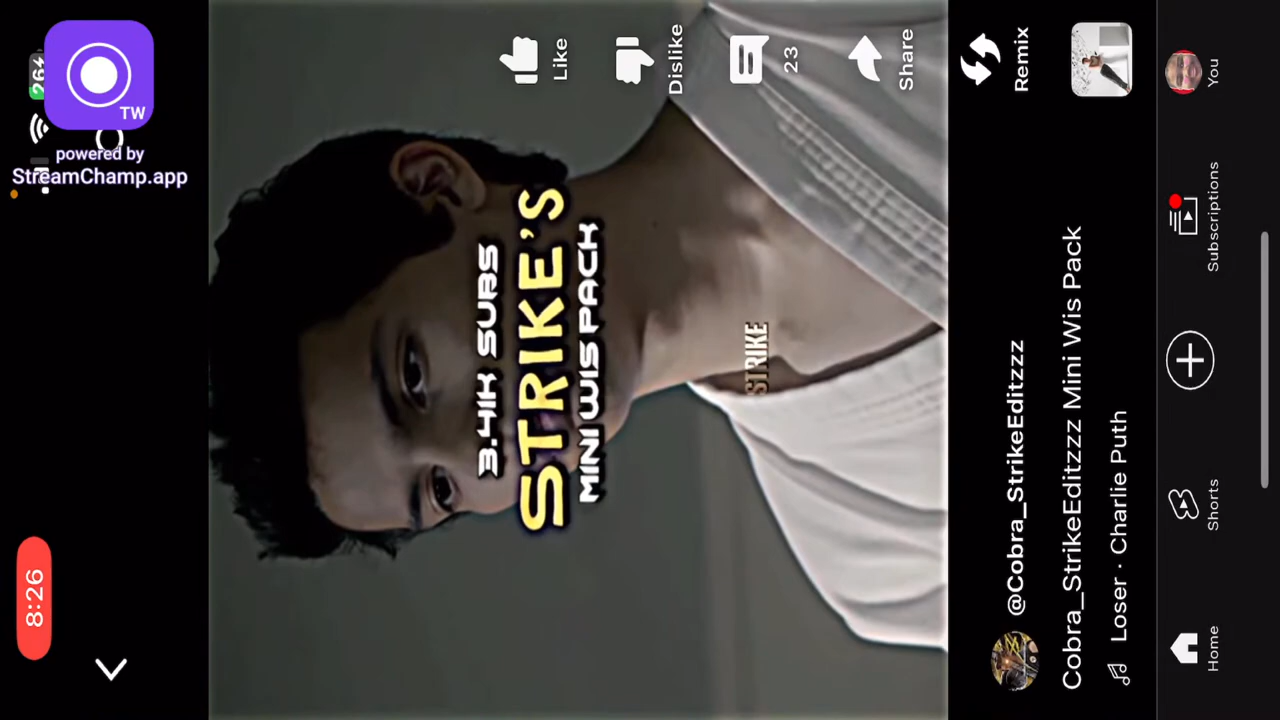 TW
powered by
StreamChamp.app
8:26
3.41K SUBS
STRIKE'S
MINI WIS PACK
STRIKE
Like
Dislike
23
Share
Remix
@Cobra_StrikeEditzzz
Cobra_StrikeEditzzz Mini Wis Pack
Loser · Charlie Puth
Home
Shorts
Subscriptions
You